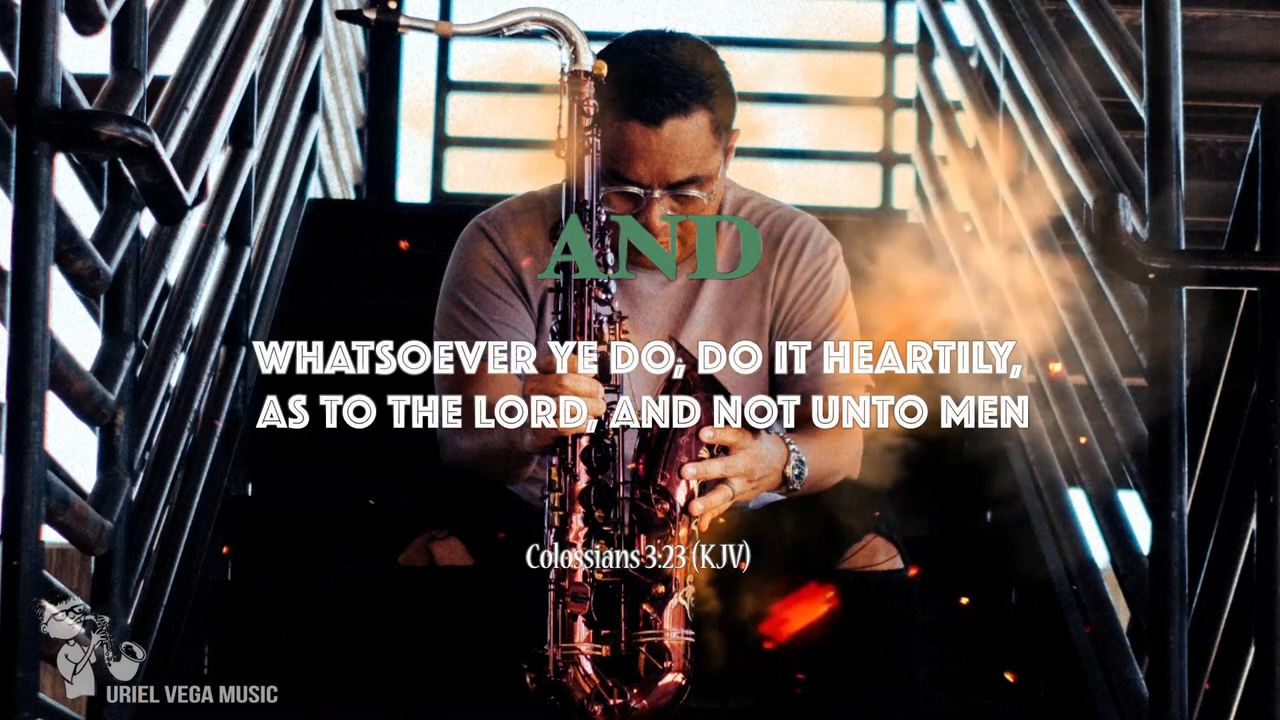 AND
WHATSOEVER YE DO, DO IT HEARTILY,
AS TO THE LORD, AND NOT UNTO MEN
Colossians 3:23 (KJV)
URIEL VEGA MUSIC